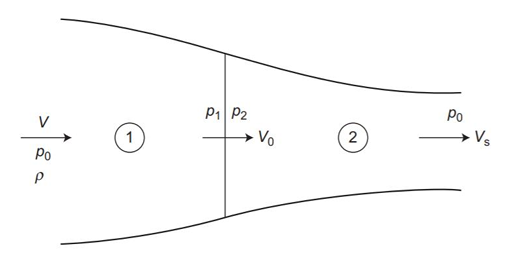 V
p₀
ρ
1
p₁ p₂
V₀
2
p₀
Vₛ